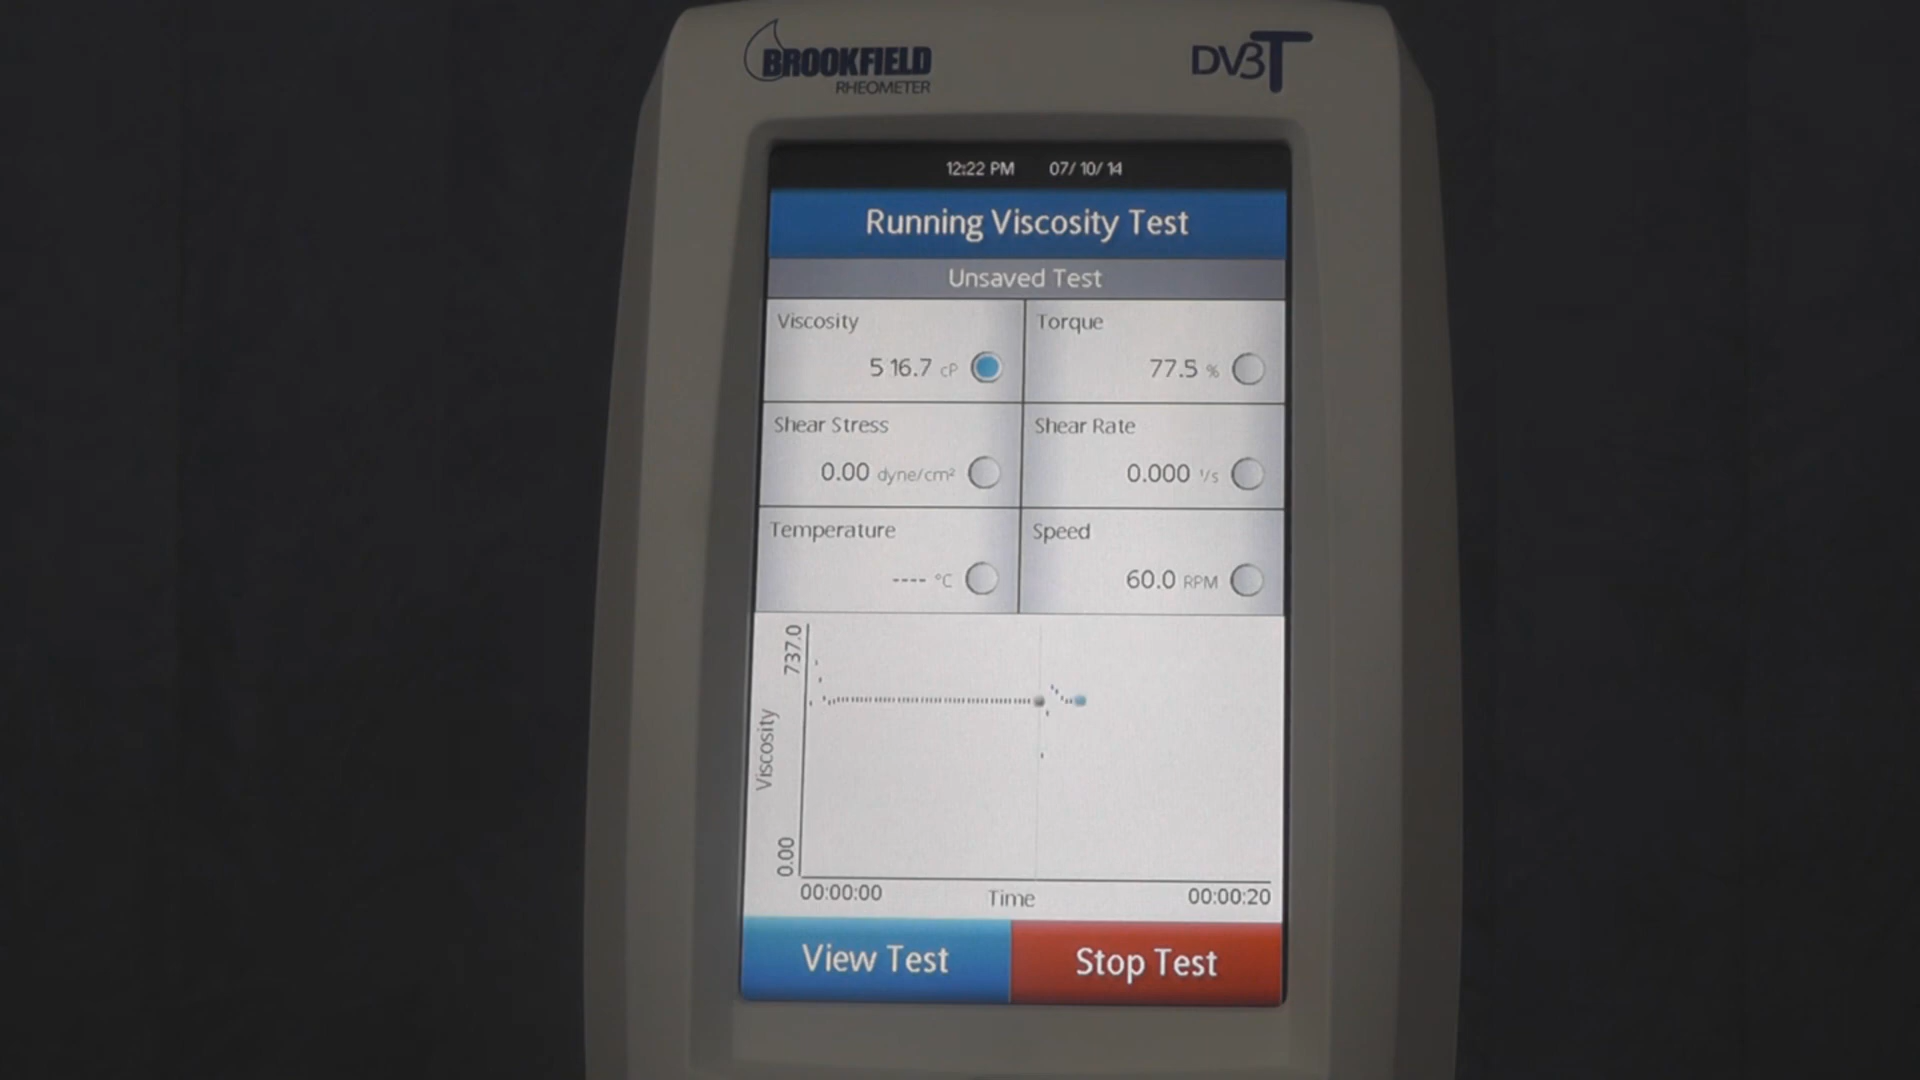 BROOKFIELD
RHEOMETER
DV3T
12:22 PM 07/10/14
Running Viscosity Test
Unsaved Test
Viscosity
516.7 cP
Torque
77.5 %
Shear Stress
0.00 dyne/cm²
Shear Rate
0.000 ¹/s
Temperature
---- °C
Speed
60.0 RPM
737.0
Viscosity
0.00
00:00:00 Time 00:00:20
View Test
Stop Test